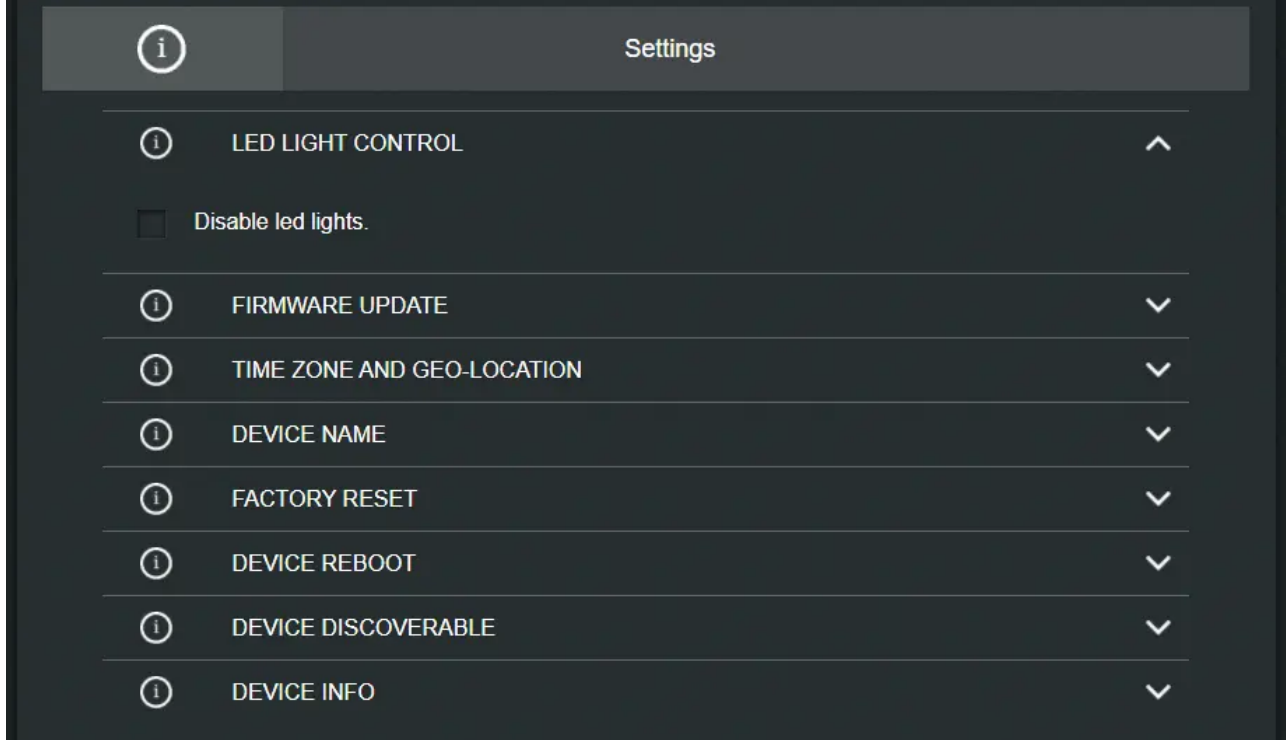 Settings
LED LIGHT CONTROL
Disable led lights.
FIRMWARE UPDATE
TIME ZONE AND GEO-LOCATION
DEVICE NAME
FACTORY RESET
DEVICE REBOOT
DEVICE DISCOVERABLE
DEVICE INFO